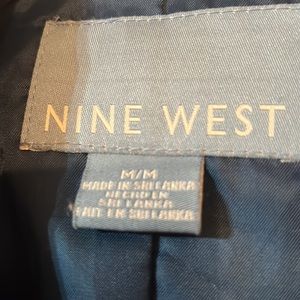 NINE WEST
M/M
MADE IN SRI LANKA
HECHO EN
SRI LANKA
FAIT EN SRI LANKA